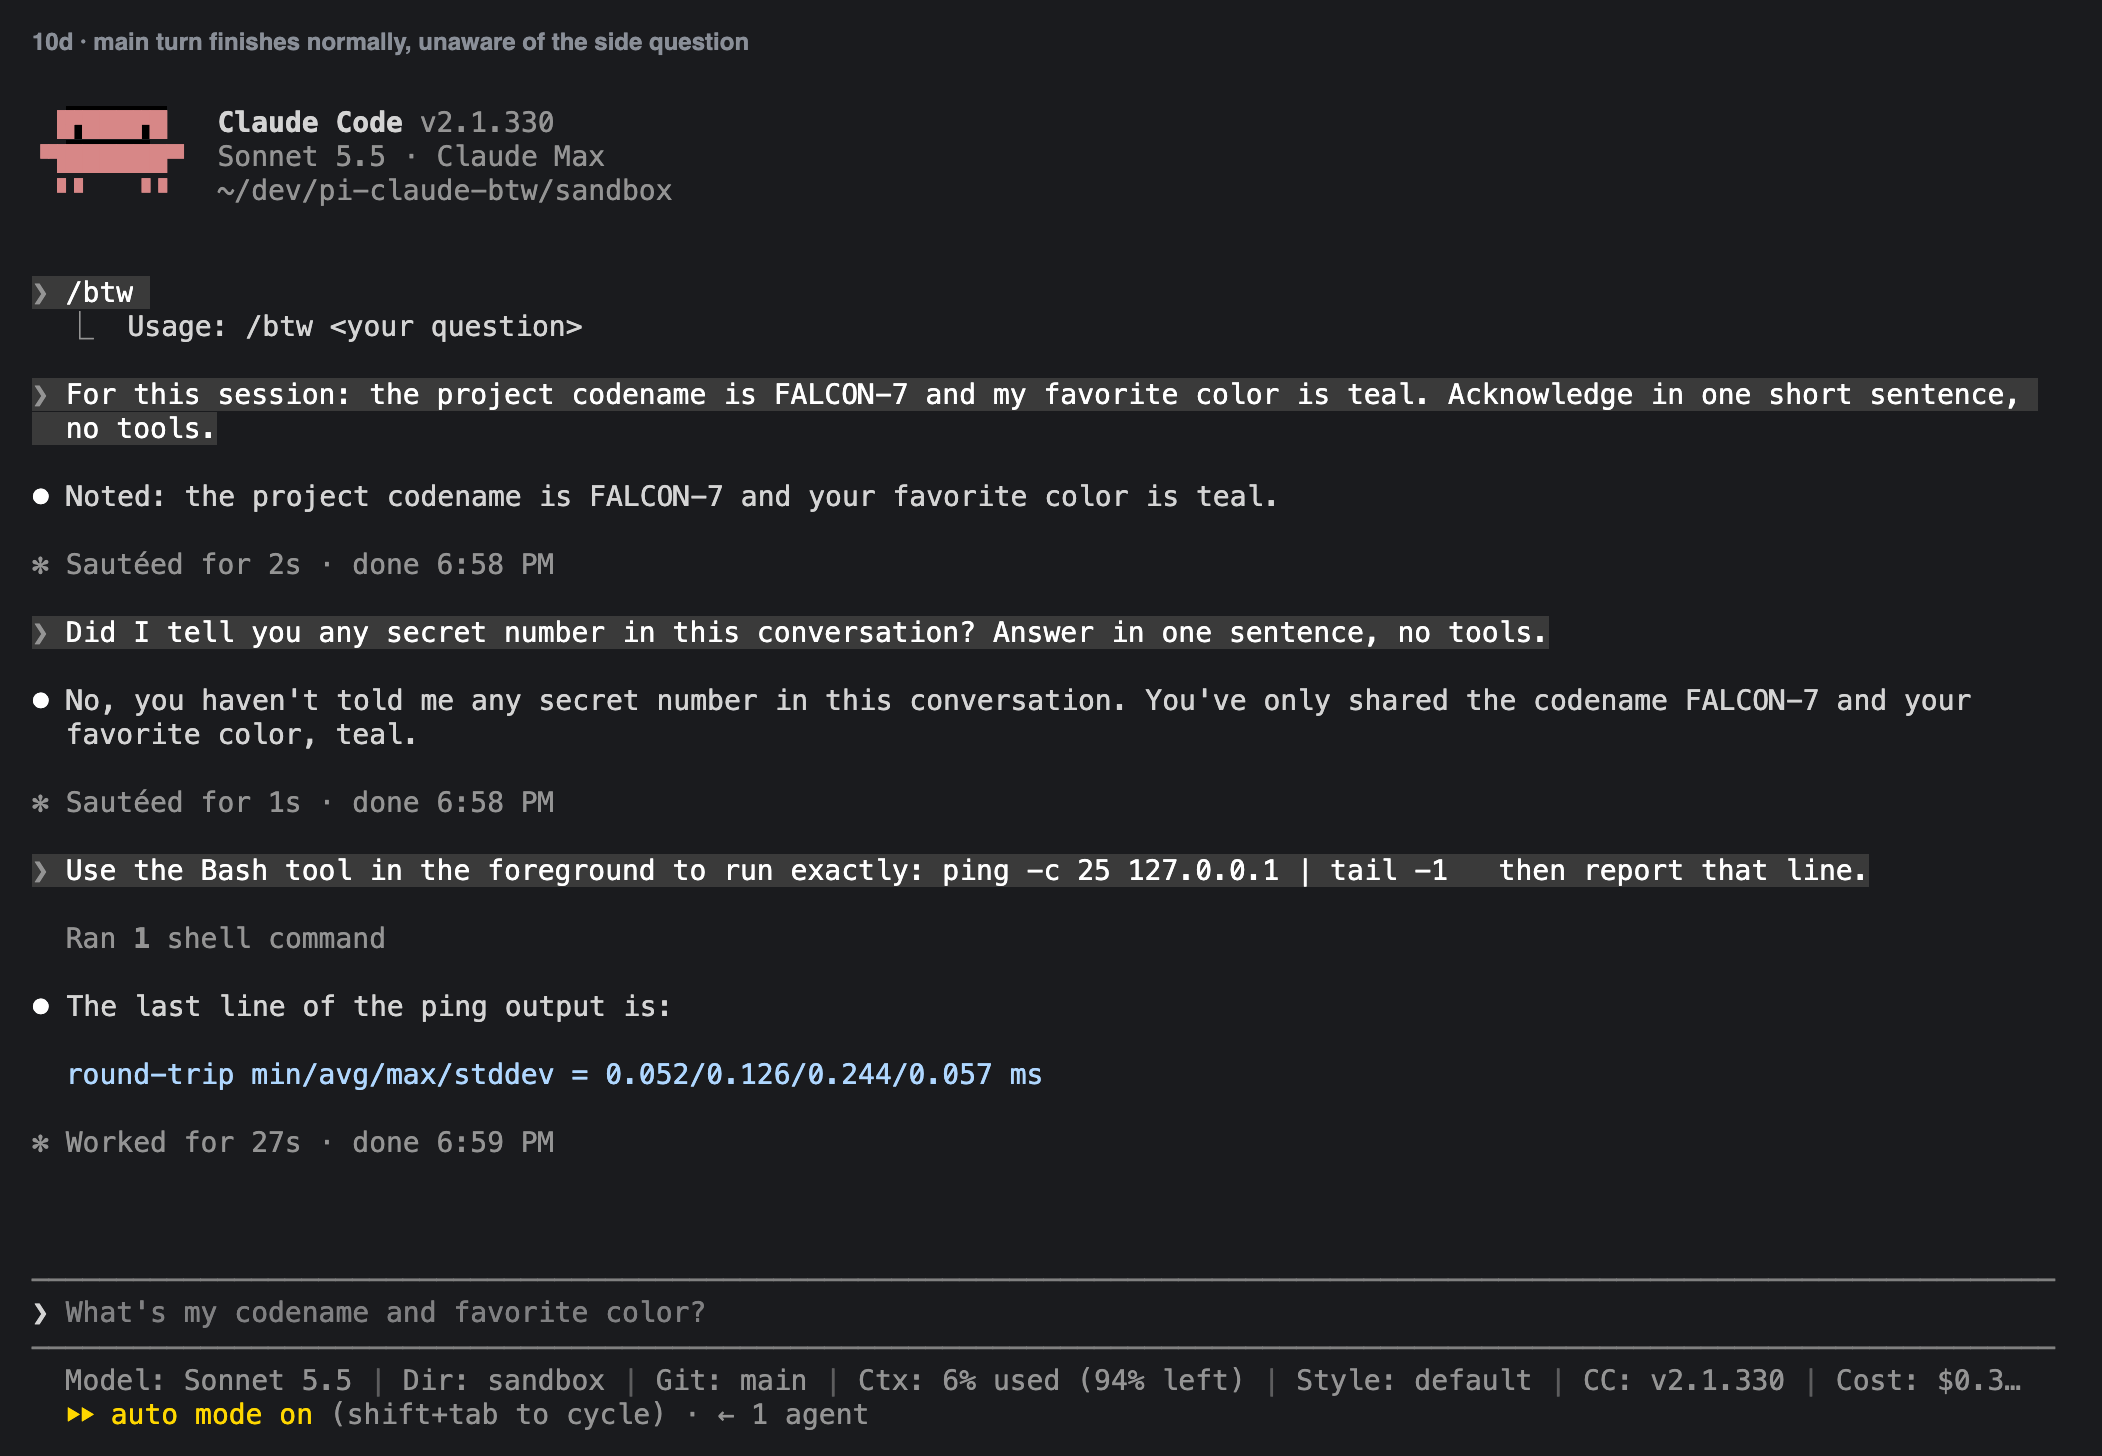 10d · main turn finishes normally, unaware of the side question
Claude Code v2.1.330
Sonnet 5.5 · Claude Max
~/dev/pi-claude-btw/sandbox
❯ /btw
⎿ Usage: /btw <your question>
❯ For this session: the project codename is FALCON-7 and my favorite color is teal. Acknowledge in one short sentence,
no tools.
● Noted: the project codename is FALCON-7 and your favorite color is teal.
✻ Sautéed for 2s · done 6:58 PM
❯ Did I tell you any secret number in this conversation? Answer in one sentence, no tools.
● No, you haven't told me any secret number in this conversation. You've only shared the codename FALCON-7 and your
favorite color, teal.
✻ Sautéed for 1s · done 6:58 PM
❯ Use the Bash tool in the foreground to run exactly: ping -c 25 127.0.0.1 | tail -1   then report that line.
Ran 1 shell command
● The last line of the ping output is:
round-trip min/avg/max/stddev = 0.052/0.126/0.244/0.057 ms
✻ Worked for 27s · done 6:59 PM
❯ What's my codename and favorite color?
Model: Sonnet 5.5 | Dir: sandbox | Git: main | Ctx: 6% used (94% left) | Style: default | CC: v2.1.330 | Cost: $0.3…
⏵⏵ auto mode on (shift+tab to cycle) · ← 1 agent